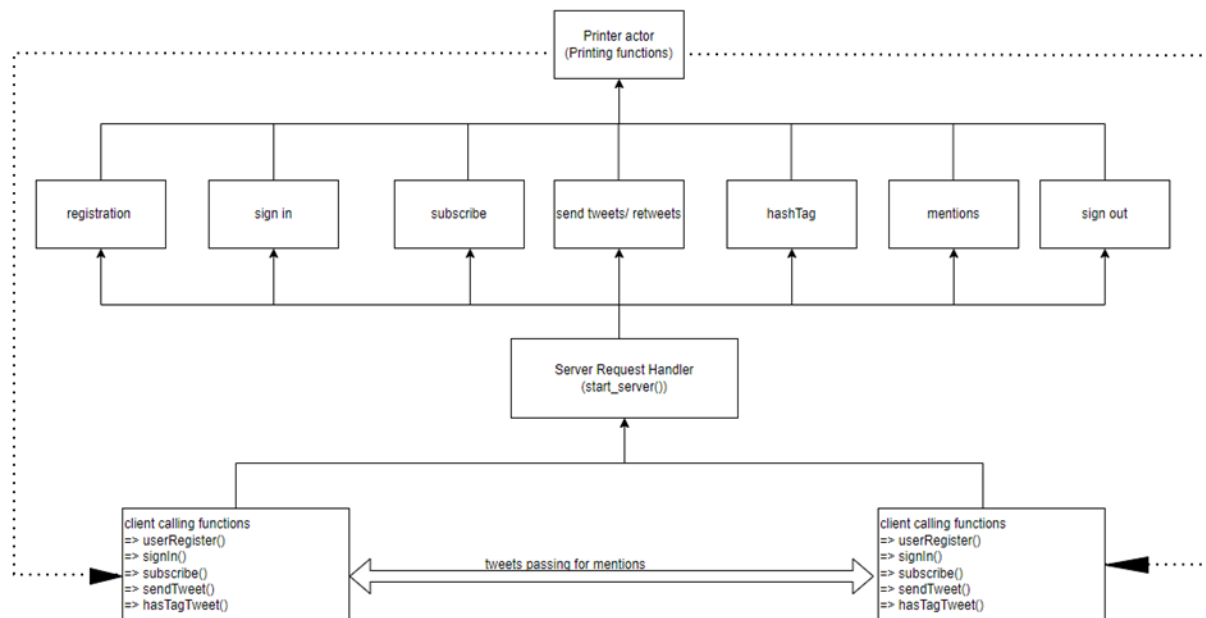 Printer actor
(Printing functions)
registration
sign in
subscribe
send tweets/ retweets
hashTag
mentions
sign out
Server Request Handler
(start_server())
client calling functions
=> userRegister()
=> signIn()
=> subscribe()
=> sendTweet()
=> hasTagTweet()
tweets passing for mentions
client calling functions
=> userRegister()
=> signIn()
=> subscribe()
=> sendTweet()
=> hasTagTweet()